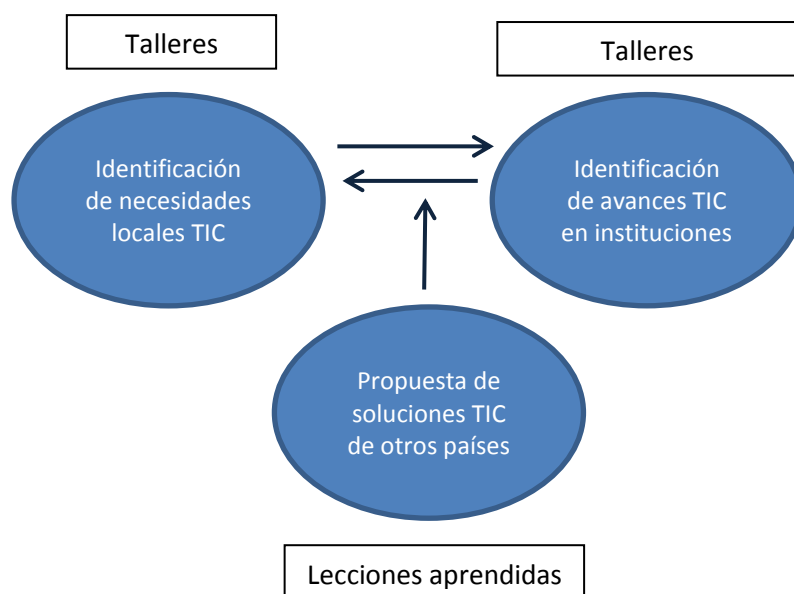 Talleres
Talleres
Identificación
de necesidades
locales TIC
Identificación
de avances TIC
en instituciones
Propuesta de
soluciones TIC
de otros países
Lecciones aprendidas